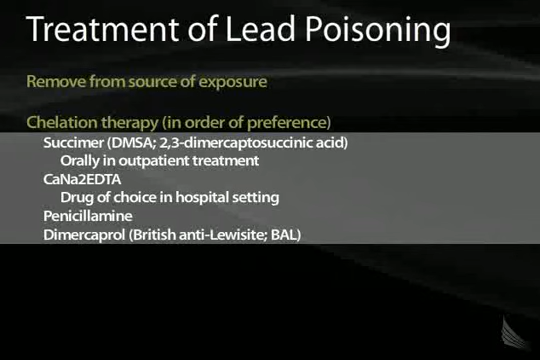 Treatment of Lead Poisoning
Remove from source of exposure
Chelation therapy (in order of preference)
Succimer (DMSA; 2,3-dimercaptosuccinic acid)
Orally in outpatient treatment
CaNa2EDTA
Drug of choice in hospital setting
Penicillamine
Dimercaprol (British anti-Lewisite; BAL)